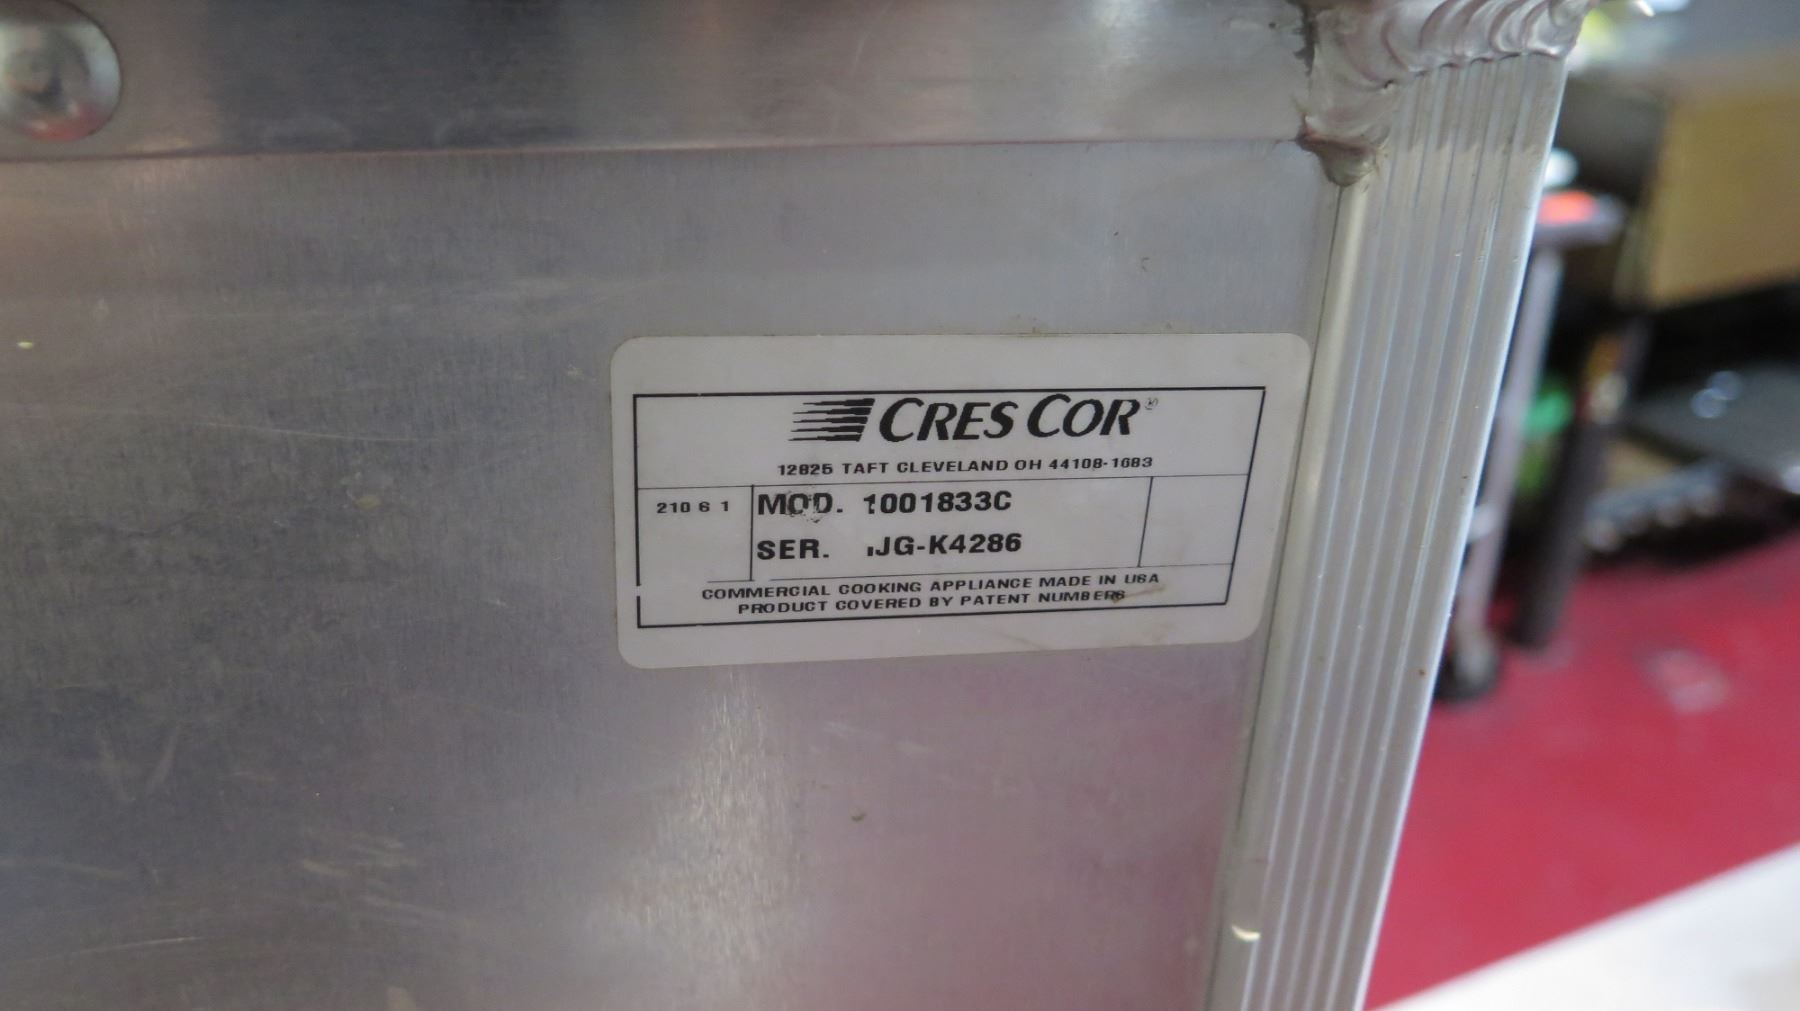 CRES COR®
12825 TAFT CLEVELAND OH 44108-1683
210 6 1
MOD. 1001833C
SER. JJG-K4286
COMMERCIAL COOKING APPLIANCE MADE IN USA
PRODUCT COVERED BY PATENT NUMBERS